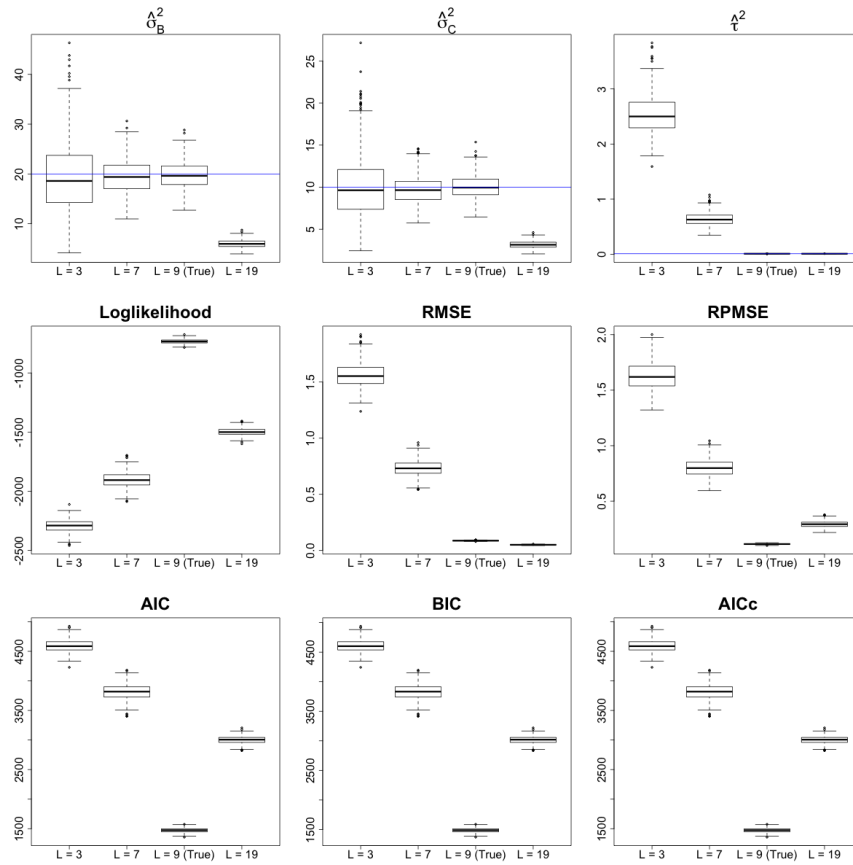 σ̂²_B
σ̂²_C
τ̂²
40
30
20
10
L = 3 L = 7 L = 9 (True) L = 19
25
20
15
10
5
L = 3 L = 7 L = 9 (True) L = 19
3
2
1
0
L = 3 L = 7 L = 9 (True) L = 19
Loglikelihood
RMSE
RPMSE
-1000
-1500
-2000
-2500
L = 3 L = 7 L = 9 (True) L = 19
1.5
1.0
0.5
0.0
L = 3 L = 7 L = 9 (True) L = 19
2.0
1.5
1.0
0.5
L = 3 L = 7 L = 9 (True) L = 19
AIC
BIC
AICc
4500
3500
2500
1500
L = 3 L = 7 L = 9 (True) L = 19
4500
3500
2500
1500
L = 3 L = 7 L = 9 (True) L = 19
4500
3500
2500
1500
L = 3 L = 7 L = 9 (True) L = 19